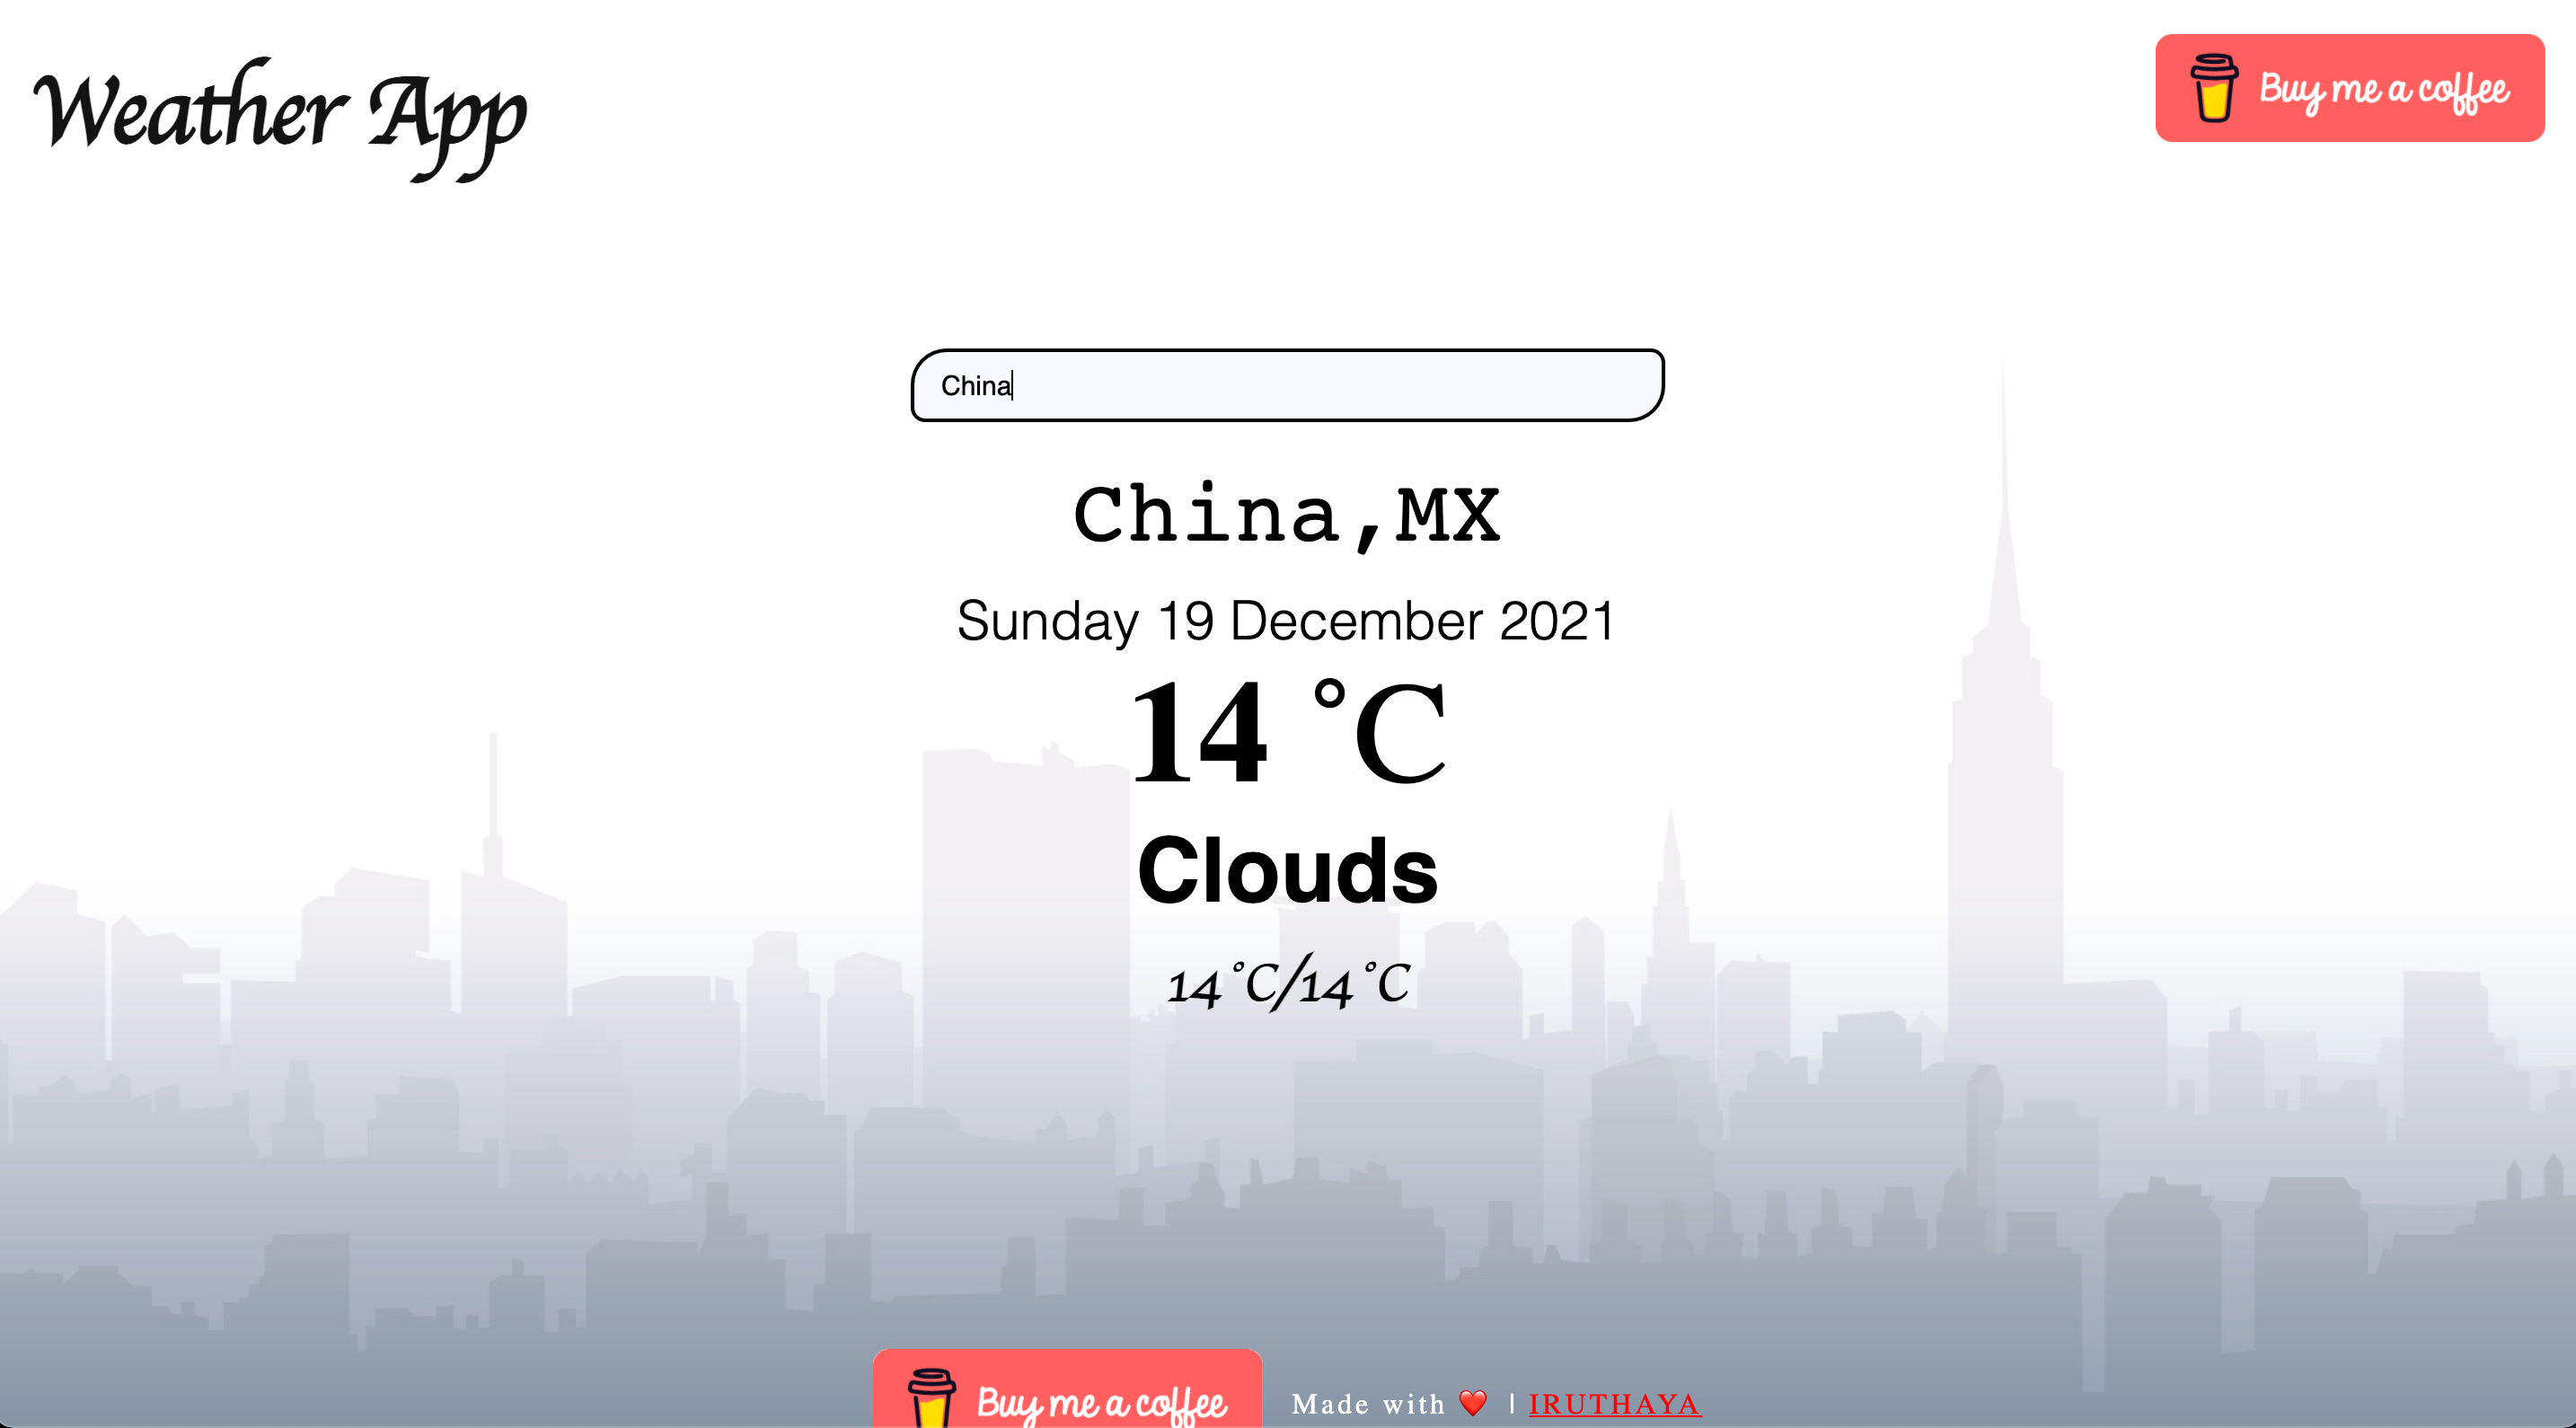 Weather App
Buy me a coffee
China
China,MX
Sunday 19 December 2021
14 °C
Clouds
14°C/14°C
Buy me a coffee
Made with ❤️ | IRUTHAYA